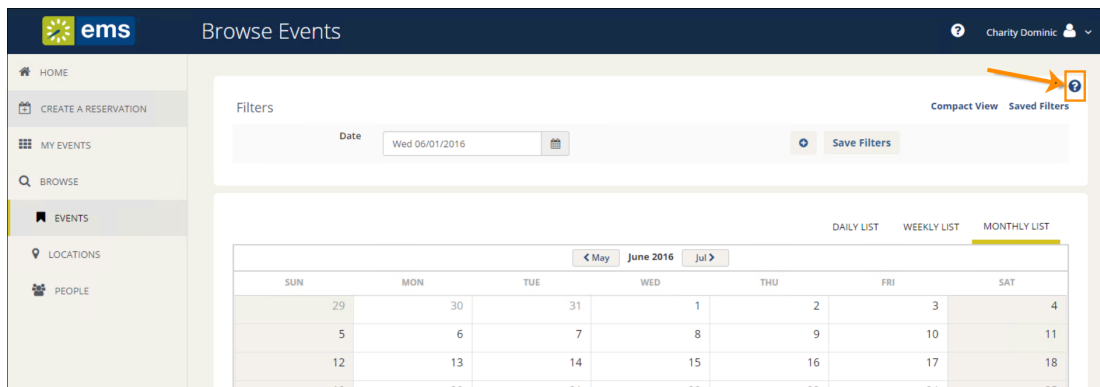 ems
Browse Events
?
Charity Dominic
HOME
CREATE A RESERVATION
MY EVENTS
BROWSE
EVENTS
LOCATIONS
PEOPLE
?
Filters
Compact View Saved Filters
Date
Wed 06/01/2016
Save Filters
DAILY LIST WEEKLY LIST MONTHLY LIST
May June 2016 Jul
SUN MON TUE WED THU FRI SAT
29 30 31 1 2 3 4
5 6 7 8 9 10 11
12 13 14 15 16 17 18